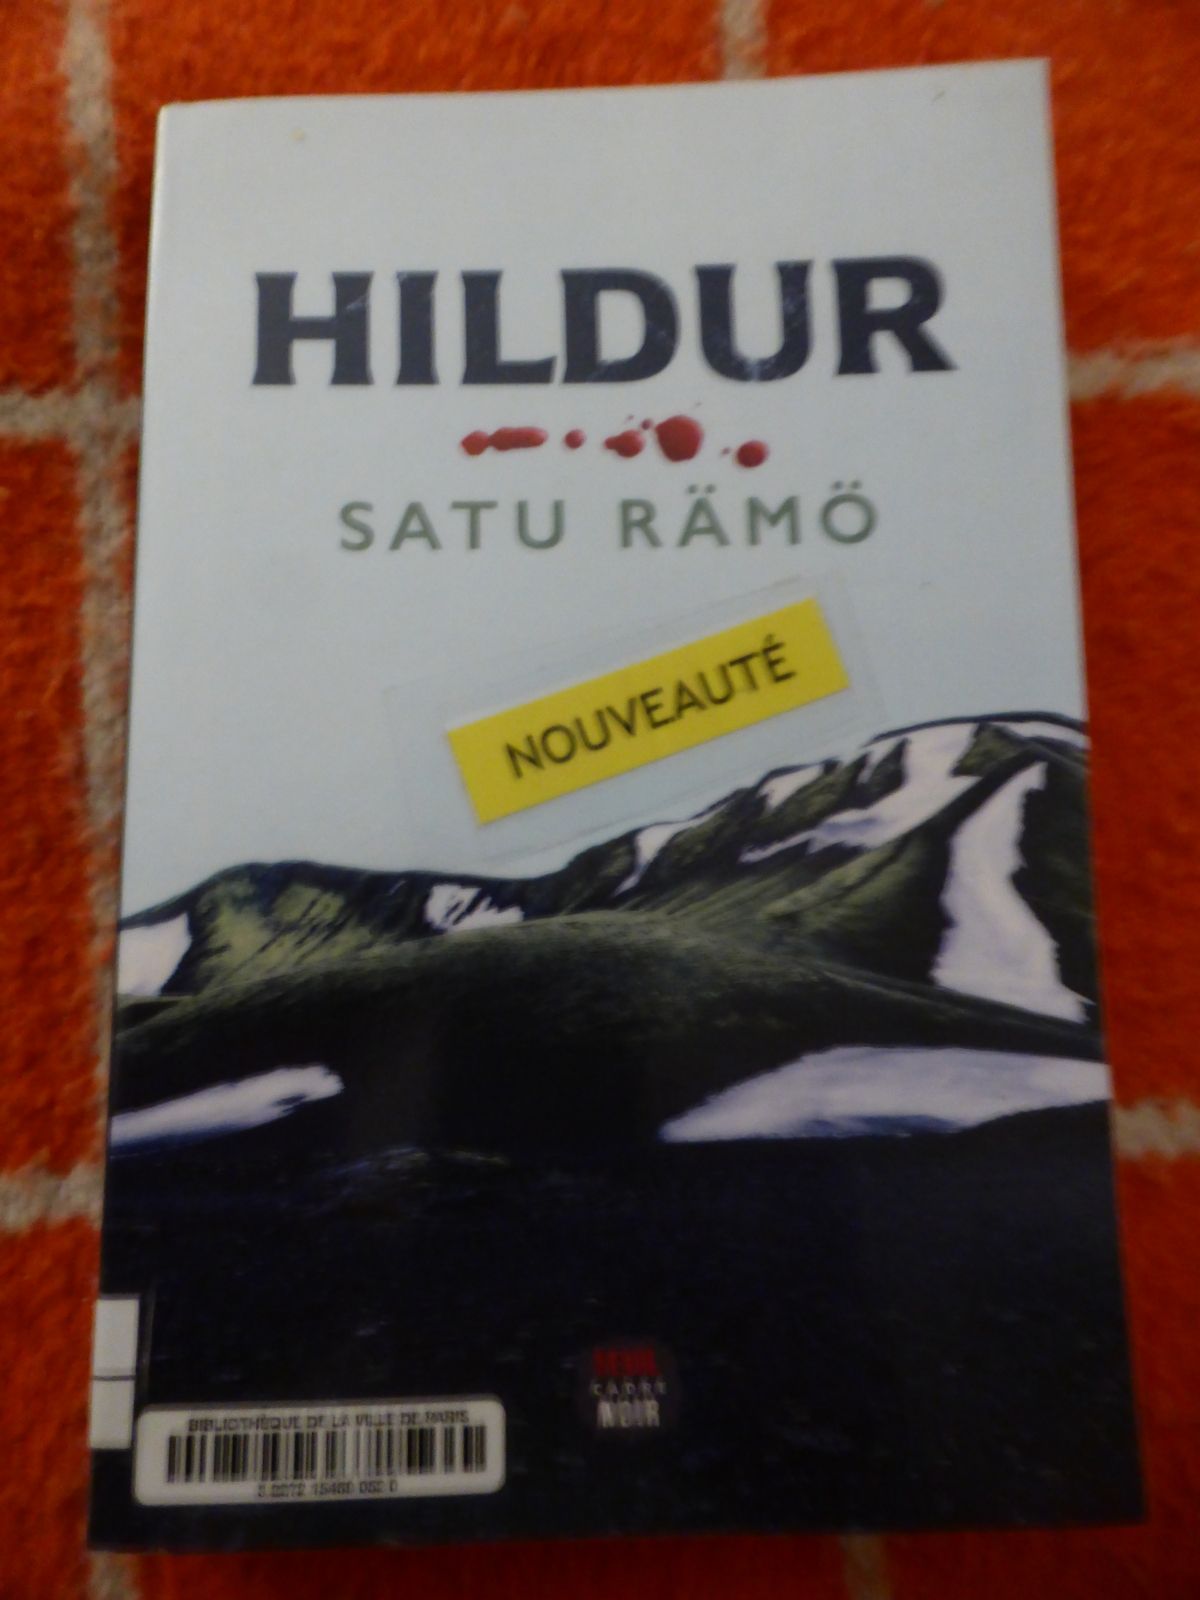 HILDUR
SATU RÄMÖ
NOUVEAUTÉ
SEUIL
CADRE
NOIR
BIBLIOTHÈQUE DE LA VILLE DE PARIS